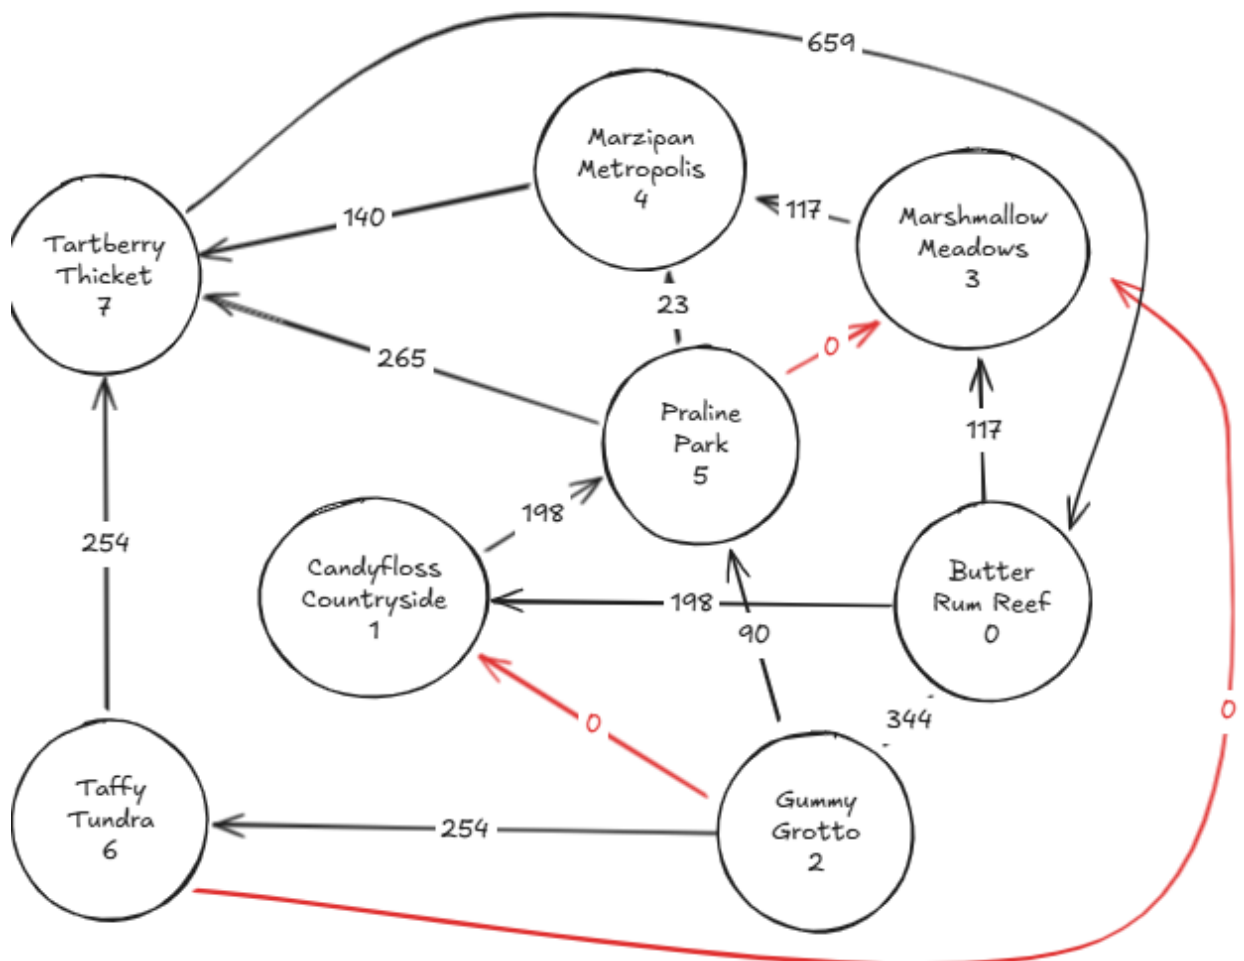 659
Marzipan
Metropolis
4
140
117
Marshmallow
Meadows
3
Tartberry
Thicket
7
23
0
265
Praline
Park
5
117
198
254
Candyfloss
Countryside
1
198
90
Butter
Rum Reef
0
344
0
0
Taffy
Tundra
6
254
Gummy
Grotto
2